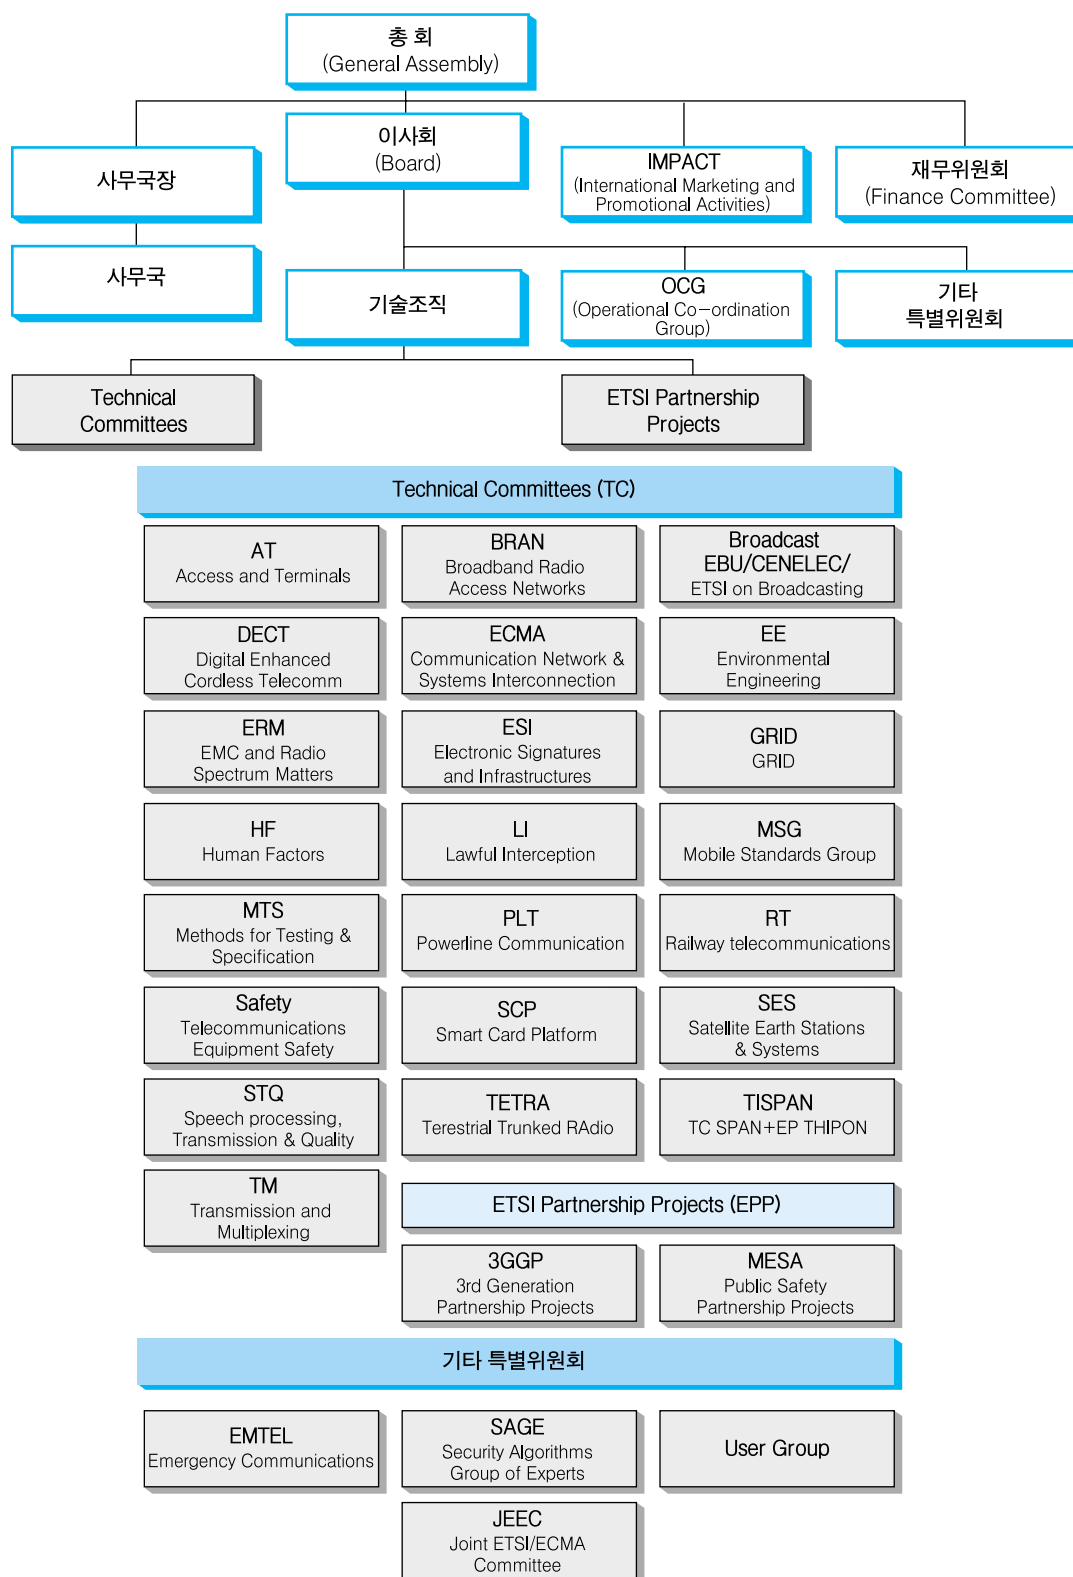 총 회
(General Assembly)
이사회
(Board)
사무국장
IMPACT
(International Marketing and
Promotional Activities)
재무위원회
(Finance Committee)
사무국
기술조직
OCG
(Operational Co-ordination
Group)
기타
특별위원회
Technical
Committees
ETSI Partnership
Projects
Technical Committees (TC)
AT
Access and Terminals
BRAN
Broadband Radio
Access Networks
Broadcast
EBU/CENELEC/
ETSI on Broadcasting
DECT
Digital Enhanced
Cordless Telecomm
ECMA
Communication Network &
Systems Interconnection
EE
Environmental
Engineering
ERM
EMC and Radio
Spectrum Matters
ESI
Electronic Signatures
and Infrastructures
GRID
GRID
HF
Human Factors
LI
Lawful Interception
MSG
Mobile Standards Group
MTS
Methods for Testing &
Specification
PLT
Powerline Communication
RT
Railway telecommunications
Safety
Telecommunications
Equipment Safety
SCP
Smart Card Platform
SES
Satellite Earth Stations
& Systems
STQ
Speech processing,
Transmission & Quality
TETRA
Terestrial Trunked RAdio
TISPAN
TC SPAN+EP THIPON
TM
Transmission and
Multiplexing
ETSI Partnership Projects (EPP)
3GGP
3rd Generation
Partnership Projects
MESA
Public Safety
Partnership Projects
기타 특별위원회
EMTEL
Emergency Communications
SAGE
Security Algorithms
Group of Experts
User Group
JEEC
Joint ETSI/ECMA
Committee